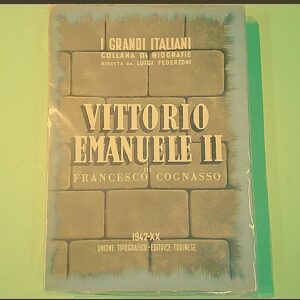 I GRANDI ITALIANI
COLLANA DI BIOGRAFIE
DIRETTA DA LUIGI FEDERZONI
VITTORIO
EMANUELE II
DI
FRANCESCO COGNASSO
1942-XX
UNIONE TIPOGRAFICO-EDITRICE TORINESE